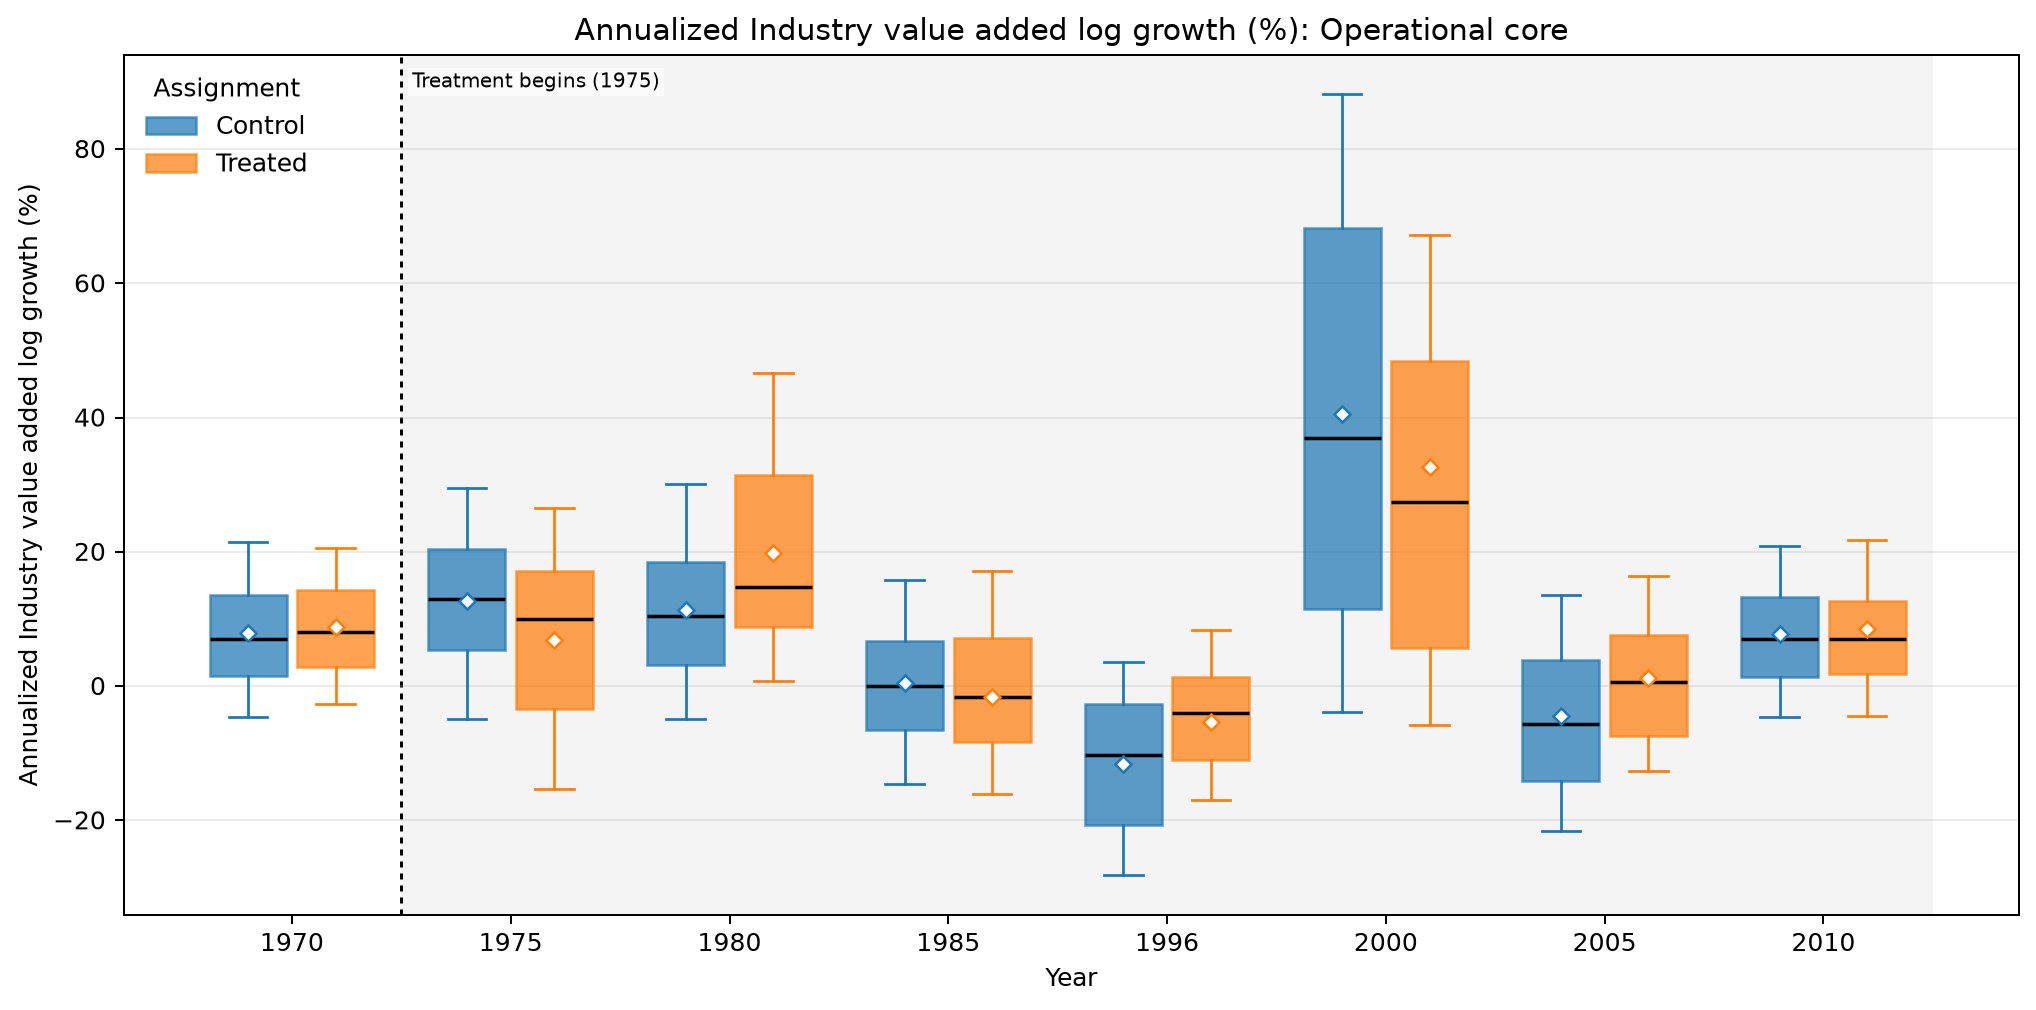 Annualized Industry value added log growth (%): Operational core
Treatment begins (1975)
Assignment
Control
Treated
Annualized Industry value added log growth (%)
80
60
40
20
0
−20
1970
1975
1980
1985
1996
2000
2005
2010
Year